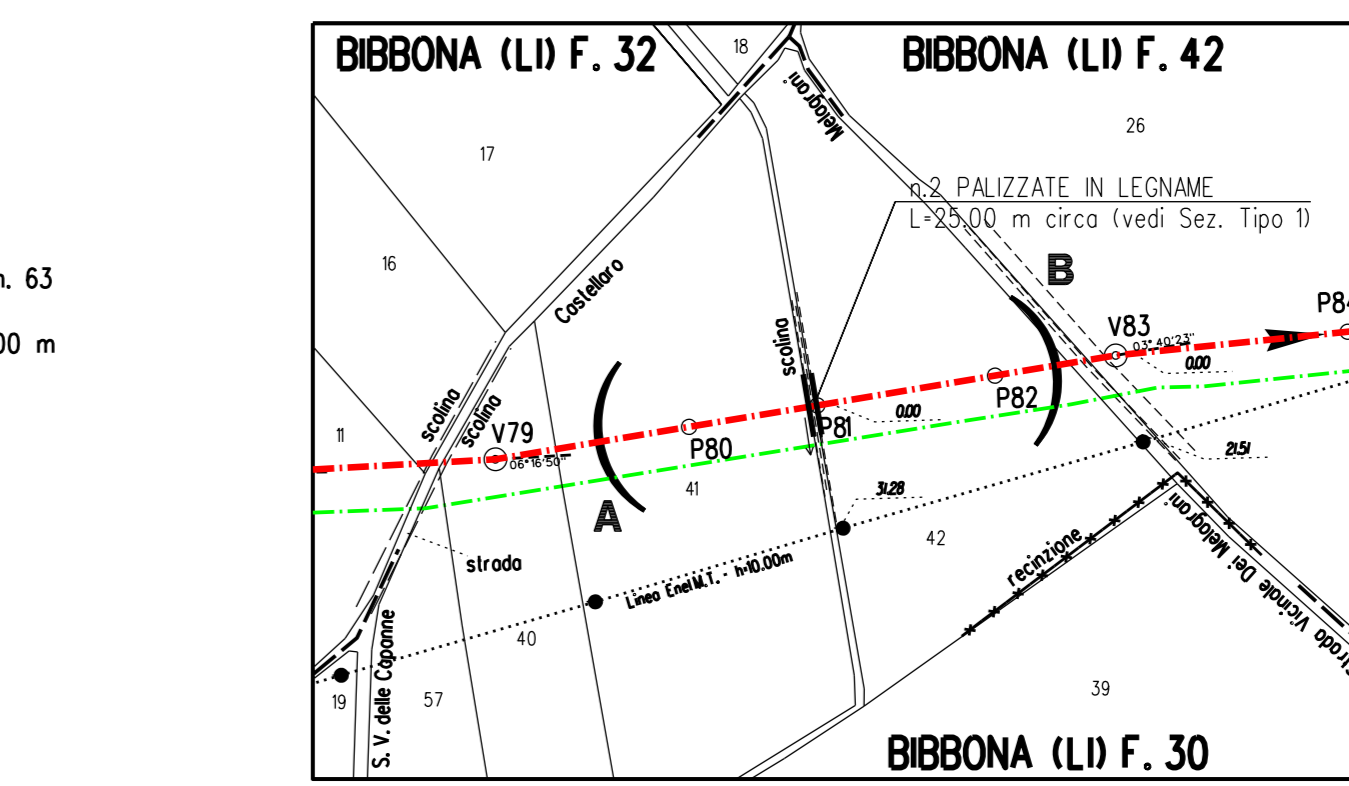 BIBBONA (LI) F. 32
18
BIBBONA (LI) F. 42
Melograni
26
17
n.2 PALIZZATE IN LEGNAME
L=25.00 m circa (vedi Sez. Tipo 1)
16
Castellaro
B
n. 63
00 m
scolina
V83
03°40'23"
0.00
P84
scolina
scolina
P82
0.00
P81
V79
06°16'50"
P80
11
21.51
41
31.28
A
42
recinzione
strada
Linea Enel M.T. - h=10.00m
Strada Vicinale Dei Melograni
40
S. V. delle Capanne
19
57
39
BIBBONA (LI) F. 30